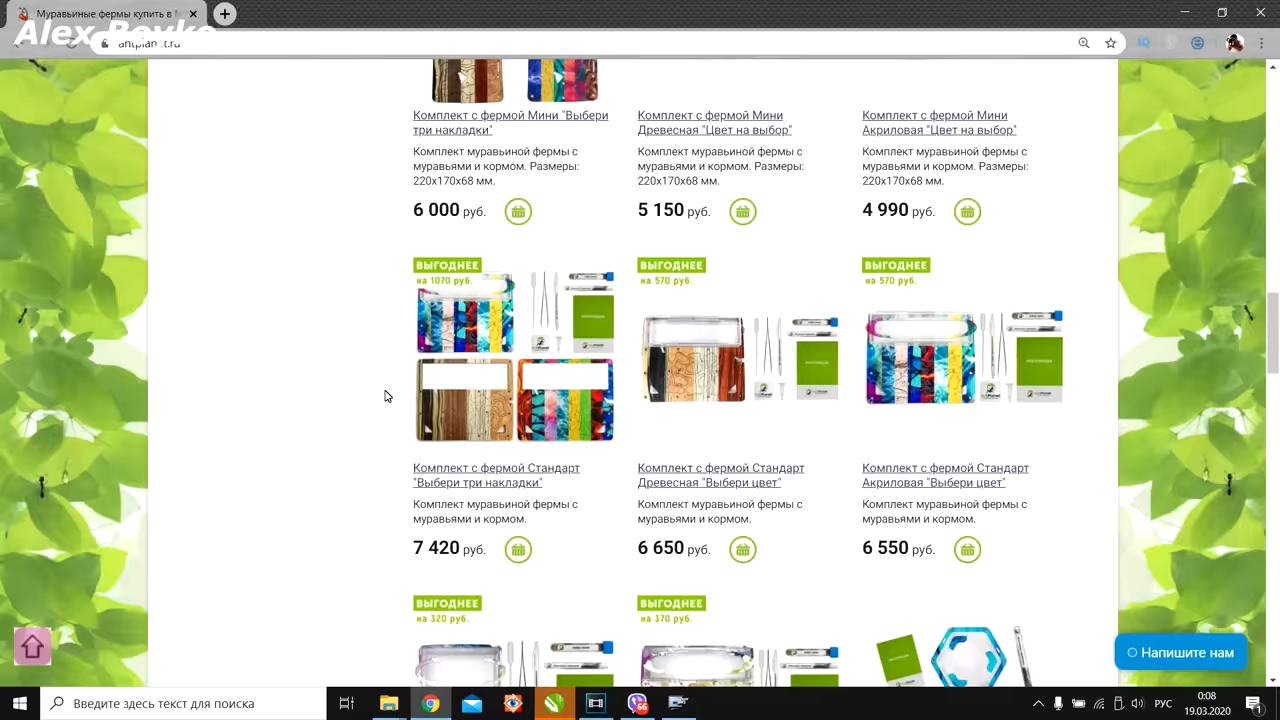 Муравьиные фермы купить в М
Alex Boyko
antplanet.ru
Комплект с фермой Мини "Выбери
три накладки"
Комплект муравьиной фермы с
муравьями и кормом. Размеры:
220х170х68 мм.
6 000 руб.
Комплект с фермой Мини
Древесная "Цвет на выбор"
Комплект муравьиной фермы с
муравьями и кормом. Размеры:
220х170х68 мм.
5 150 руб.
Комплект с фермой Мини
Акриловая "Цвет на выбор"
Комплект муравьиной фермы с
муравьями и кормом. Размеры:
220х170х68 мм.
4 990 руб.
ВЫГОДНЕЕ
на 1070 руб.
Комплект с фермой Стандарт
"Выбери три накладки"
Комплект муравьиной фермы с
муравьями и кормом.
7 420 руб.
ВЫГОДНЕЕ
на 570 руб.
Комплект с фермой Стандарт
Древесная "Выбери цвет"
Комплект муравьиной фермы с
муравьями и кормом.
6 650 руб.
ВЫГОДНЕЕ
на 570 руб.
Комплект с фермой Стандарт
Акриловая "Выбери цвет"
Комплект муравьиной фермы с
муравьями и кормом.
6 550 руб.
ВЫГОДНЕЕ
на 320 руб.
ВЫГОДНЕЕ
на 370 руб.
Напишите нам
Введите здесь текст для поиска
66
РУС
0:08
19.03.2020
1